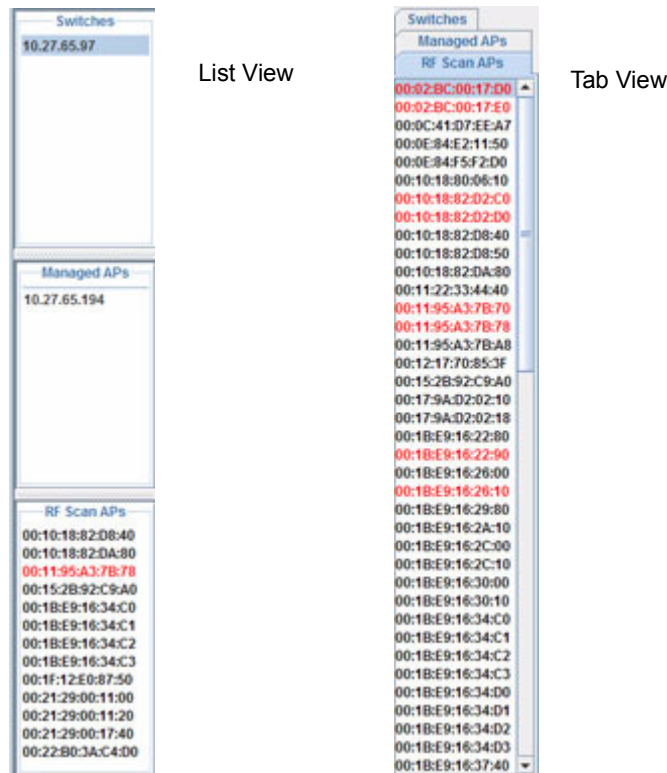 Switches
10.27.65.97
List View
Managed APs
10.27.65.194
RF Scan APs
00:10:18:82:D8:40
00:10:18:82:DA:80
00:11:95:A3:7B:78
00:15:2B:92:C9:A0
00:1B:E9:16:34:C0
00:1B:E9:16:34:C1
00:1B:E9:16:34:C2
00:1B:E9:16:34:C3
00:1F:12:E0:87:50
00:21:29:00:11:00
00:21:29:00:11:20
00:21:29:00:17:40
00:22:B0:3A:C4:D0
Switches
Managed APs
RF Scan APs
Tab View
00:02:BC:00:17:D0
00:02:BC:00:17:E0
00:0C:41:D7:EE:A7
00:0E:84:E2:11:50
00:0E:84:F5:F2:D0
00:10:18:80:06:10
00:10:18:82:D2:C0
00:10:18:82:D2:D0
00:10:18:82:D8:40
00:10:18:82:D8:50
00:10:18:82:DA:80
00:11:22:33:44:40
00:11:95:A3:7B:70
00:11:95:A3:7B:78
00:11:95:A3:7B:A8
00:12:17:70:85:3F
00:15:2B:92:C9:A0
00:17:9A:D2:02:10
00:17:9A:D2:02:18
00:1B:E9:16:22:80
00:1B:E9:16:22:90
00:1B:E9:16:26:00
00:1B:E9:16:26:10
00:1B:E9:16:29:80
00:1B:E9:16:2A:10
00:1B:E9:16:2C:00
00:1B:E9:16:2C:10
00:1B:E9:16:30:00
00:1B:E9:16:30:10
00:1B:E9:16:34:C0
00:1B:E9:16:34:C1
00:1B:E9:16:34:C2
00:1B:E9:16:34:C3
00:1B:E9:16:34:D0
00:1B:E9:16:34:D1
00:1B:E9:16:34:D2
00:1B:E9:16:34:D3
00:1B:E9:16:37:40